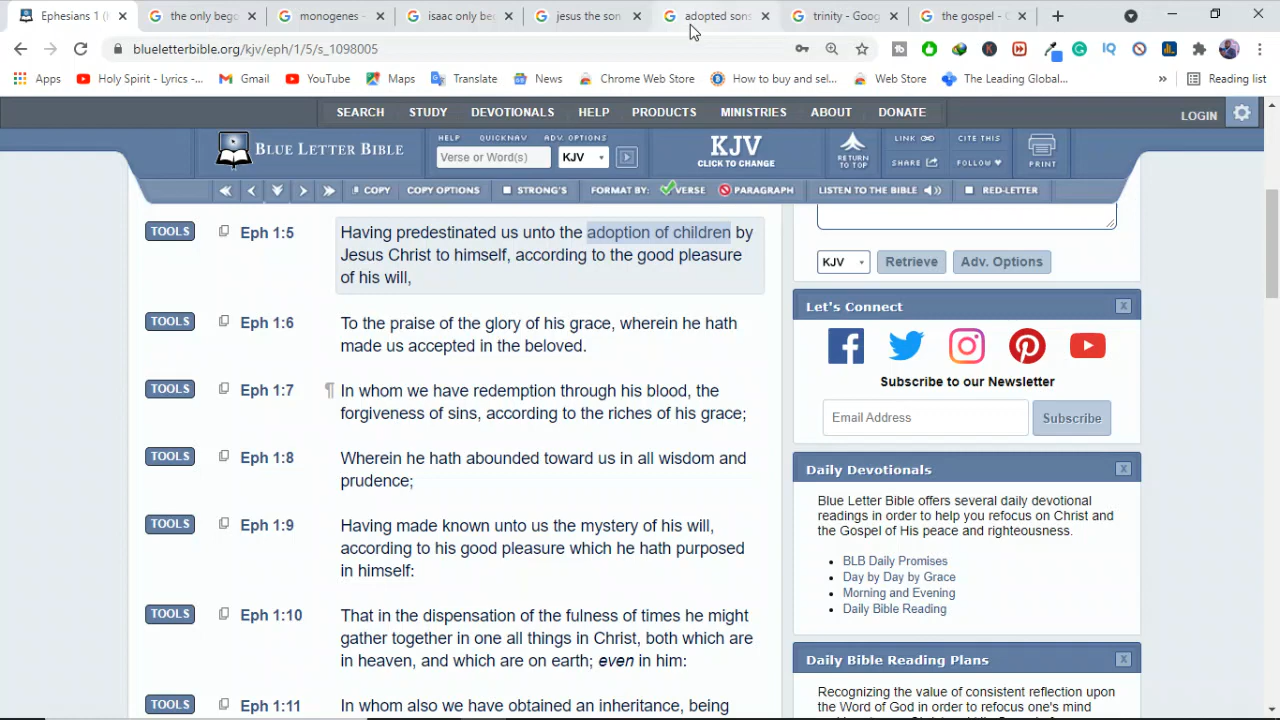 Ephesians 1
the only bego
monogenes -
isaac only be
jesus the son
adopted sons
trinity - Goog
the gospel - G
blueletterbible.org/kjv/eph/1/5/s_1098005
Apps
Holy Spirit - Lyrics -...
Gmail
YouTube
Maps
Translate
News
Chrome Web Store
How to buy and sel...
Web Store
The Leading Global...
»
Reading list
SEARCH STUDY DEVOTIONALS HELP PRODUCTS MINISTRIES ABOUT DONATE
LOGIN
BLUE LETTER BIBLE
HELP QUICKNAV ADV. OPTIONS
Verse or Word(s)
KJV
KJV
CLICK TO CHANGE
RETURN TO TOP
LINK
SHARE
CITE THIS
FOLLOW
PRINT
COPY COPY OPTIONS STRONG'S FORMAT BY: VERSE PARAGRAPH LISTEN TO THE BIBLE RED-LETTER
TOOLS Eph 1:5 Having predestinated us unto the adoption of children by
Jesus Christ to himself, according to the good pleasure
of his will,
TOOLS Eph 1:6 To the praise of the glory of his grace, wherein he hath
made us accepted in the beloved.
TOOLS Eph 1:7 ¶ In whom we have redemption through his blood, the
forgiveness of sins, according to the riches of his grace;
TOOLS Eph 1:8 Wherein he hath abounded toward us in all wisdom and
prudence;
TOOLS Eph 1:9 Having made known unto us the mystery of his will,
according to his good pleasure which he hath purposed
in himself:
TOOLS Eph 1:10 That in the dispensation of the fulness of times he might
gather together in one all things in Christ, both which are
in heaven, and which are on earth; even in him:
TOOLS Eph 1:11 In whom also we have obtained an inheritance, being
KJV Retrieve Adv. Options
Let's Connect
Subscribe to our Newsletter
Email Address Subscribe
Daily Devotionals
Blue Letter Bible offers several daily devotional
readings in order to help you refocus on Christ and
the Gospel of His peace and righteousness.
BLB Daily Promises
Day by Day by Grace
Morning and Evening
Daily Bible Reading
Daily Bible Reading Plans
Recognizing the value of consistent reflection upon
the Word of God in order to refocus one's mind